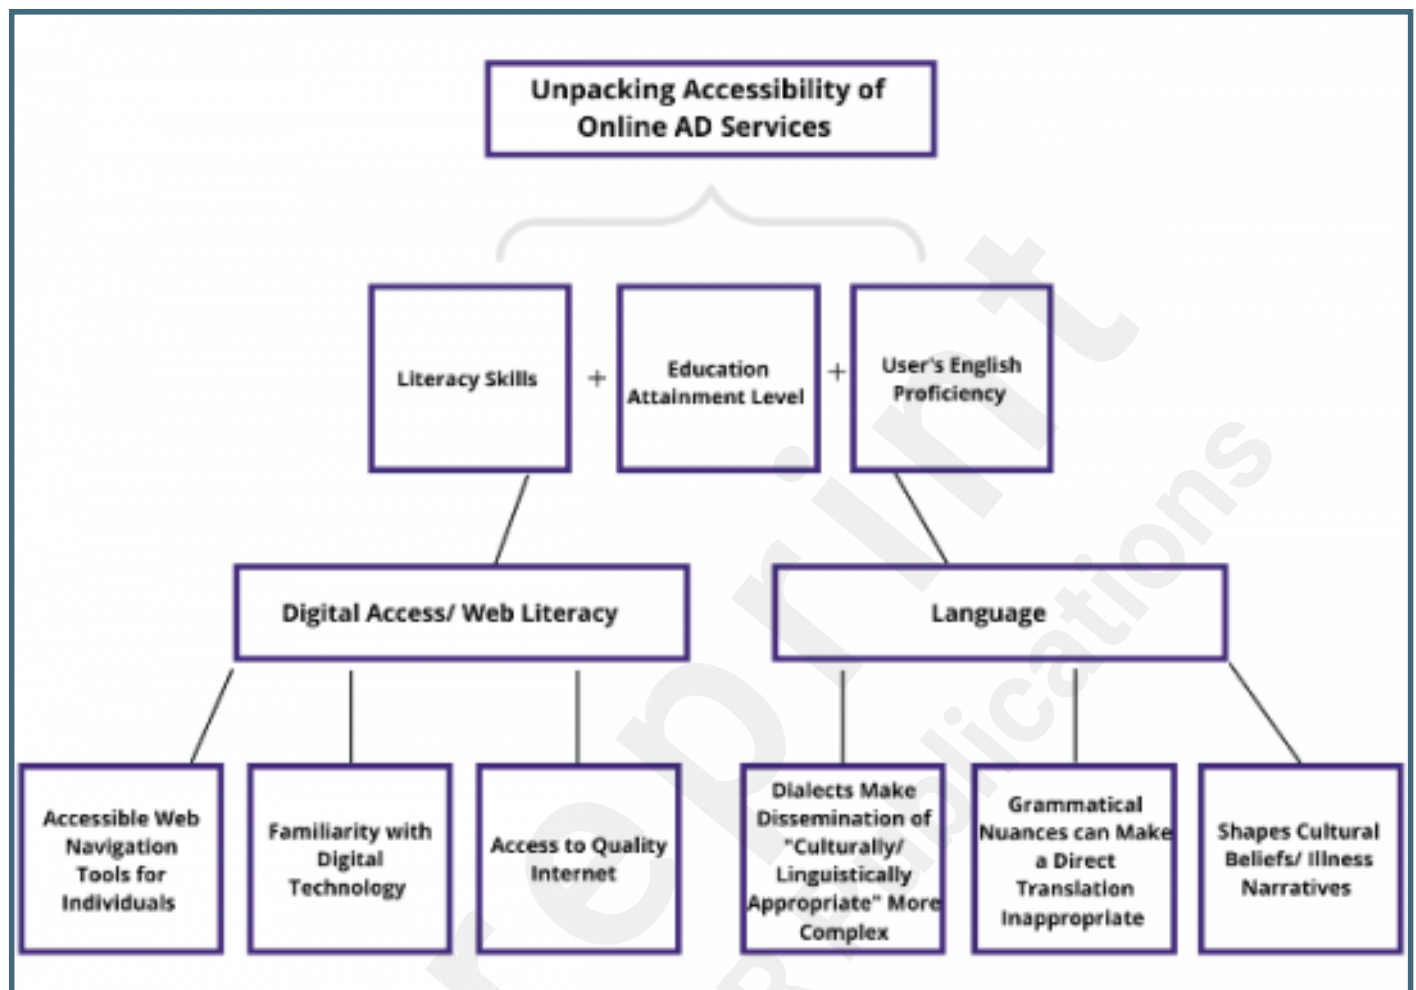 Unpacking Accessibility of
Online AD Services
Literacy Skills
+
Education
Attainment Level
+
User's English
Proficiency
Digital Access/ Web Literacy
Language
Accessible Web
Navigation
Tools for
Individuals
Familiarity with
Digital
Technology
Access to Quality
Internet
Dialects Make
Dissemination of
"Culturally/
Linguistically
Appropriate" More
Complex
Grammatical
Nuances can Make
a Direct
Translation
Inappropriate
Shapes Cultural
Beliefs/ Illness
Narratives
reprint
R Publications